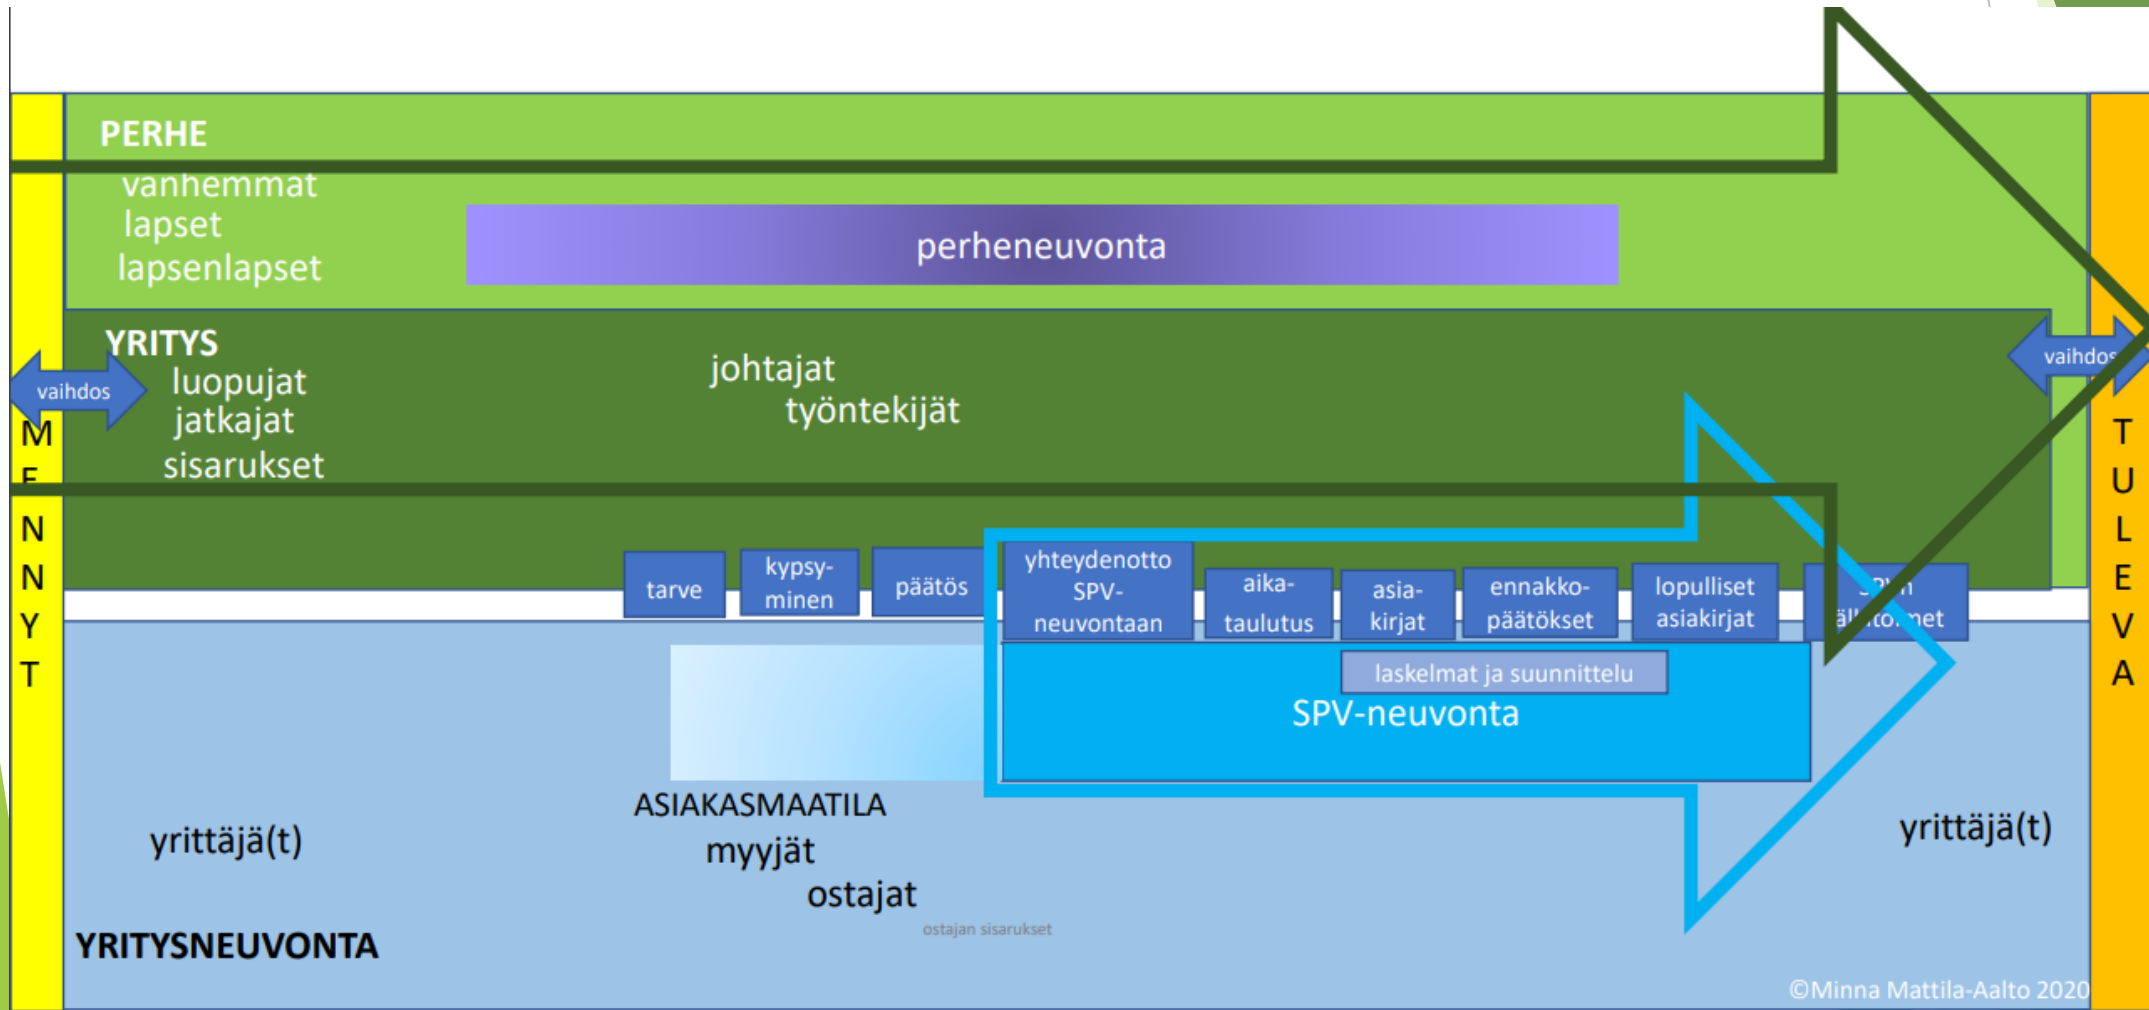 PERHE
vanhemmat
lapset
lapsenlapset
perheneuvonta
YRITYS
luopujat
jatkajat
sisarukset
johtajat
työntekijät
vaihdos
vaihdos
MENNYT
TULEVA
tarve
kypsy-
minen
päätös
yhteydenotto
SPV-
neuvontaan
aika-
taulutus
asia-
kirjat
ennakko-
päätökset
lopulliset
asiakirjat
laskelmat ja suunnittelu
SPV-neuvonta
ASIAKASMAATILA
myyjät
ostajat
ostajan sisarukset
yrittäjä(t)
yrittäjä(t)
YRITYSNEUVONTA
©Minna Mattila-Aalto 2020